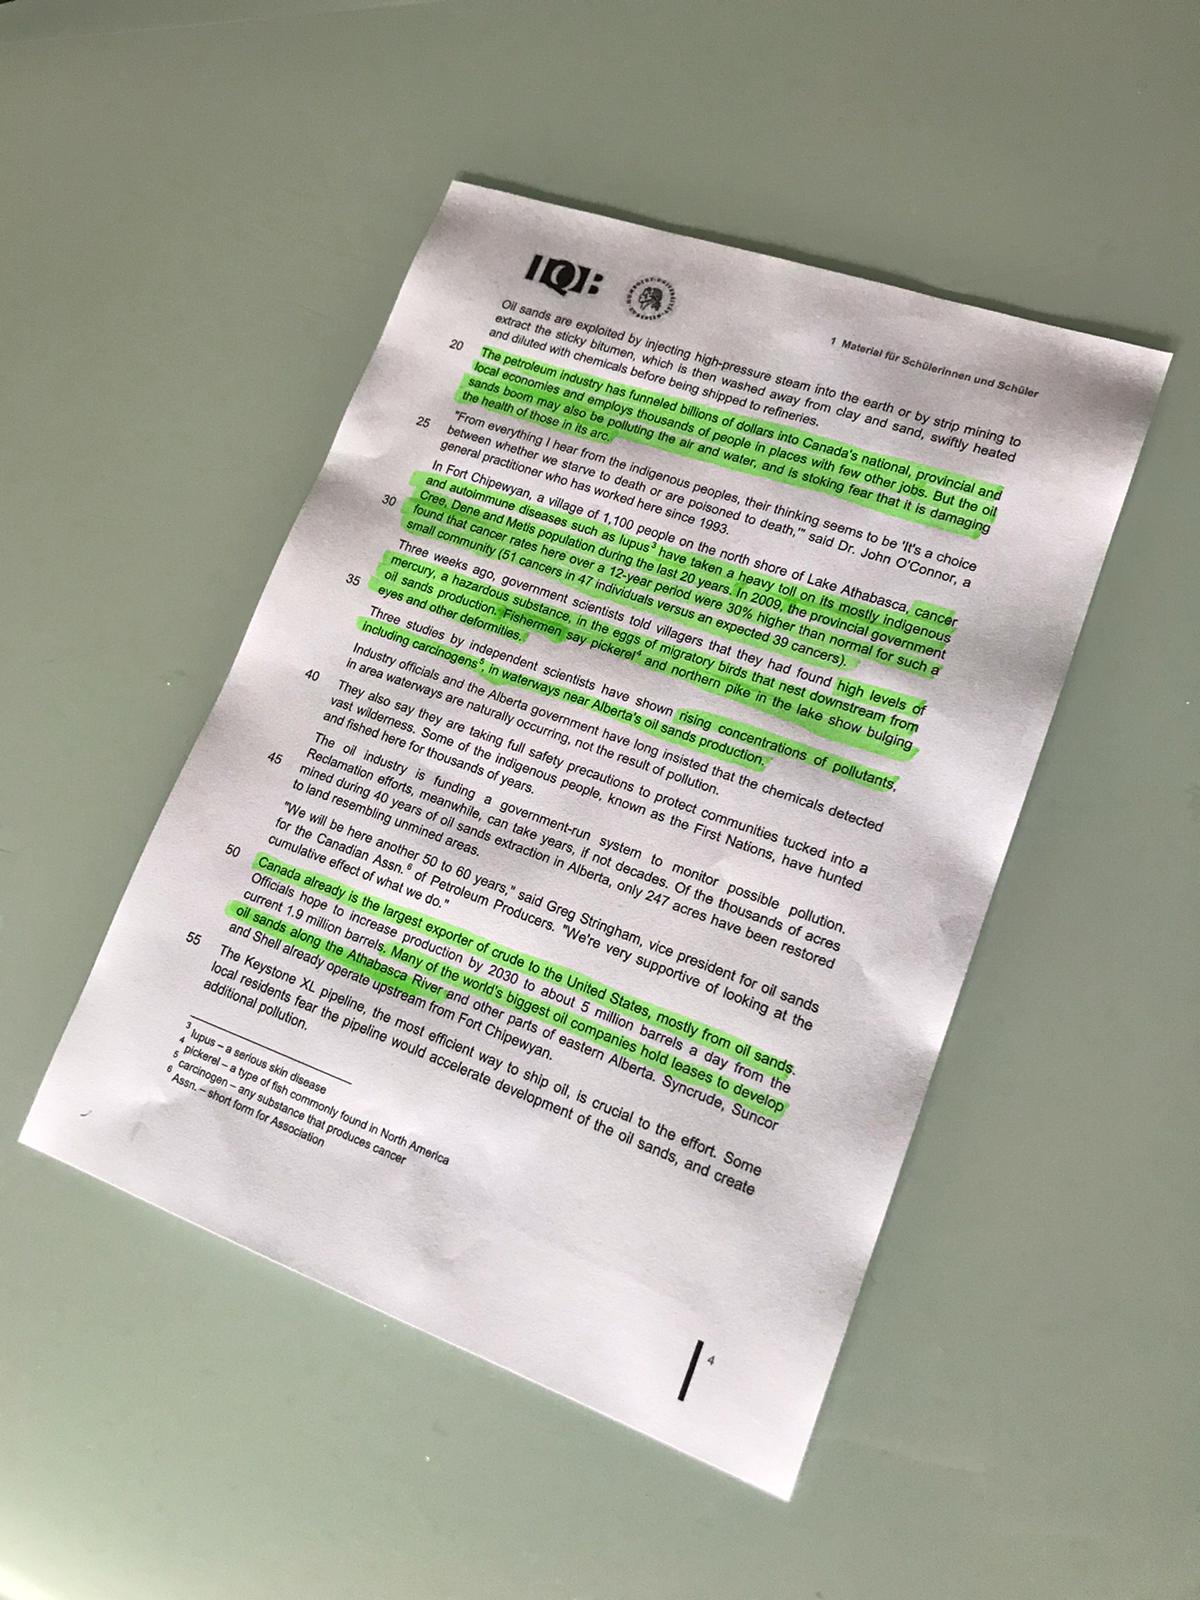 IQB
1 Material für Schülerinnen und Schüler
Oil sands are exploited by injecting high-pressure steam into the earth or by strip mining to
extract the sticky bitumen, which is then washed away from clay and sand, swiftly heated
20 and diluted with chemicals before being shipped to refineries.
The petroleum industry has funneled billions of dollars into Canada's national, provincial and
local economies and employs thousands of people in places with few other jobs. But the oil
sands boom may also be polluting the air and water, and is stoking fear that it is damaging
the health of those in its arc.
25 "From everything I hear from the indigenous peoples, their thinking seems to be 'It's a choice
between whether we starve to death or are poisoned to death,'" said Dr. John O'Connor, a
general practitioner who has worked here since 1993.
In Fort Chipewyan, a village of 1,100 people on the north shore of Lake Athabasca, cancer
and autoimmune diseases such as lupus³ have taken a heavy toll on its mostly indigenous
30 Cree, Dene and Metis population during the last 20 years. In 2009, the provincial government
found that cancer rates here over a 12-year period were 30% higher than normal for such a
small community (51 cancers in 47 individuals versus an expected 39 cancers).
Three weeks ago, government scientists told villagers that they had found high levels of
mercury, a hazardous substance, in the eggs of migratory birds that nest downstream from
35 oil sands production. Fishermen say pickerel⁴ and northern pike in the lake show bulging
eyes and other deformities.
Three studies by independent scientists have shown rising concentrations of pollutants,
including carcinogens⁵, in waterways near Alberta's oil sands production.
Industry officials and the Alberta government have long insisted that the chemicals detected
40 in area waterways are naturally occurring, not the result of pollution.
They also say they are taking full safety precautions to protect communities tucked into a
vast wilderness. Some of the indigenous people, known as the First Nations, have hunted
and fished here for thousands of years.
The oil industry is funding a government-run system to monitor possible pollution.
45 Reclamation efforts, meanwhile, can take years, if not decades. Of the thousands of acres
mined during 40 years of oil sands extraction in Alberta, only 247 acres have been restored
to land resembling unmined areas.
"We will be here another 50 to 60 years," said Greg Stringham, vice president for oil sands
for the Canadian Assn.⁶ of Petroleum Producers. "We're very supportive of looking at the
50 cumulative effect of what we do."
Canada already is the largest exporter of crude to the United States, mostly from oil sands.
Officials hope to increase production by 2030 to about 5 million barrels a day from the
current 1.9 million barrels. Many of the world's biggest oil companies hold leases to develop
oil sands along the Athabasca River and other parts of eastern Alberta. Syncrude, Suncor
55 and Shell already operate upstream from Fort Chipewyan.
The Keystone XL pipeline, the most efficient way to ship oil, is crucial to the effort. Some
local residents fear the pipeline would accelerate development of the oil sands, and create
additional pollution.
³ lupus – a serious skin disease
⁴ pickerel – a type of fish commonly found in North America
⁵ carcinogen – any substance that produces cancer
⁶ Assn. – short form for Association
4